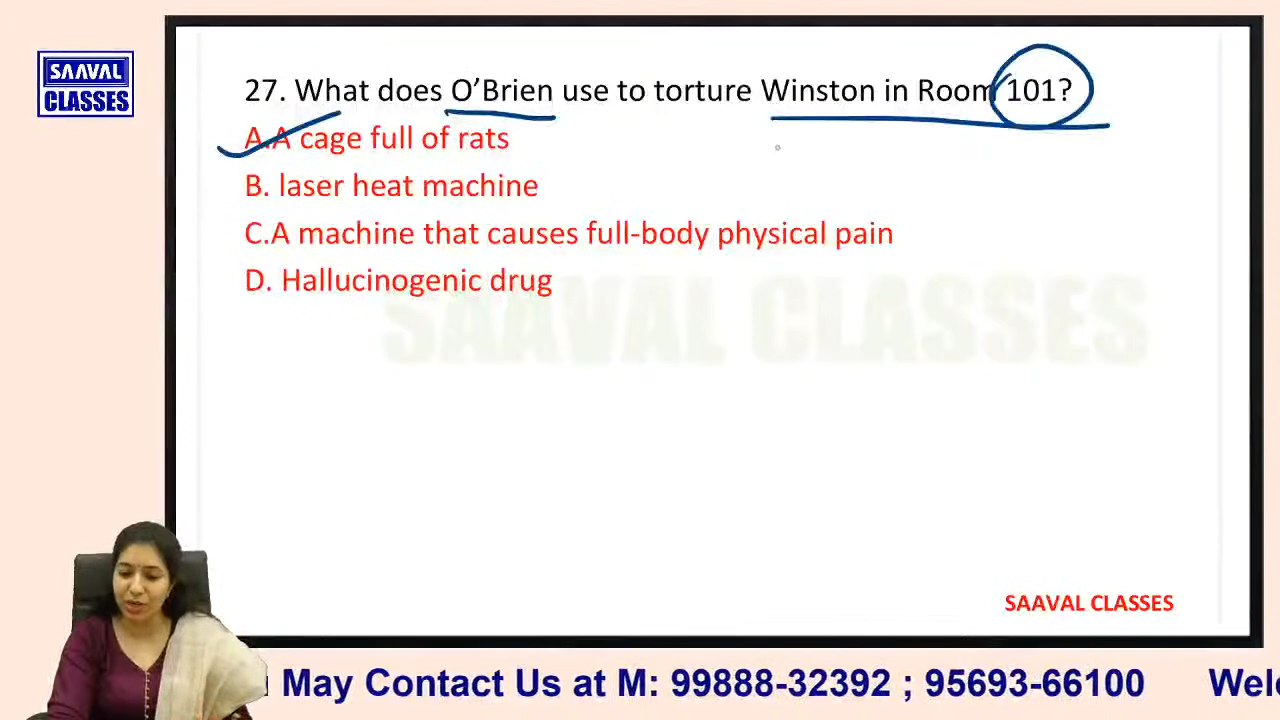 SAAVAL
CLASSES
27. What does O’Brien use to torture Winston in Room 101?
A.A cage full of rats
B. laser heat machine
C.A machine that causes full-body physical pain
D. Hallucinogenic drug
SAAVAL CLASSES
SAAVAL CLASSES
May Contact Us at M: 99888-32392 ; 95693-66100